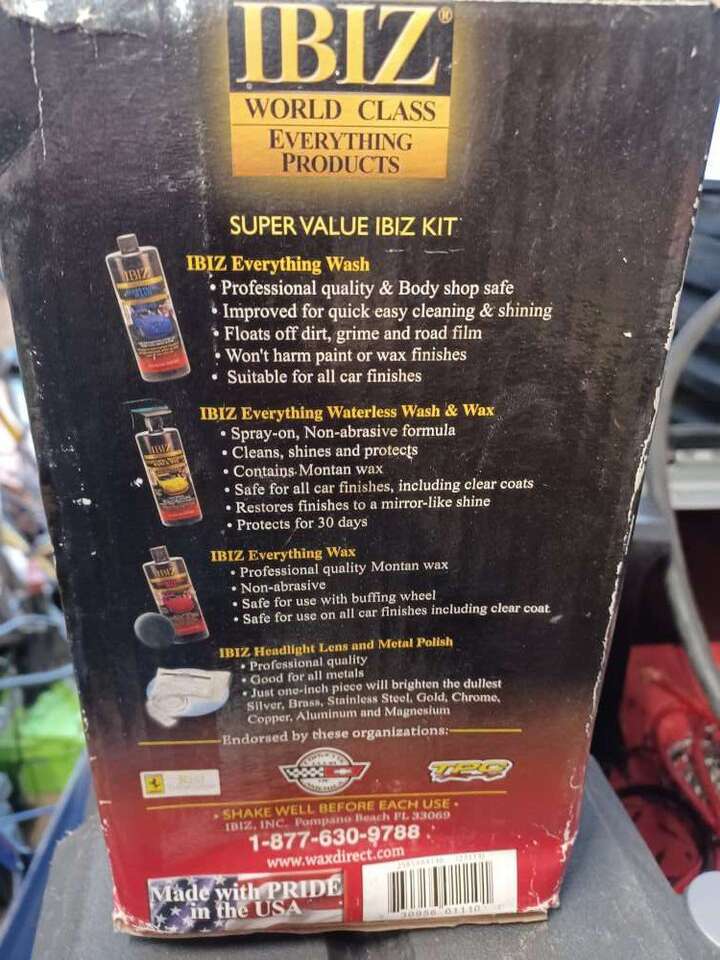 IBIZ®
WORLD CLASS
EVERYTHING
PRODUCTS
SUPER VALUE IBIZ KIT
IBIZ Everything Wash
• Professional quality & Body shop safe
• Improved for quick easy cleaning & shining
• Floats off dirt, grime and road film
• Won't harm paint or wax finishes
• Suitable for all car finishes
IBIZ
IBIZ Everything Waterless Wash & Wax
• Spray-on, Non-abrasive formula
• Cleans, shines and protects
• Contains Montan wax
• Safe for all car finishes, including clear coats
• Restores finishes to a mirror-like shine
• Protects for 30 days
IBIZ
IBIZ Everything Wax
• Professional quality Montan wax
• Non-abrasive
• Safe for use with buffing wheel
• Safe for use on all car finishes including clear coat
IBIZ
IBIZ Headlight Lens and Metal Polish
• Professional quality
• Good for all metals
• Just one-inch piece will brighten the dullest
Silver, Brass, Stainless Steel, Gold, Chrome,
Copper, Aluminum and Magnesium
Endorsed by these organizations:
• SHAKE WELL BEFORE EACH USE •
IBIZ, INC. Pompano Beach FL 33069
1-877-630-9788
www.waxdirect.com
Made with PRIDE
in the USA
30956 01110